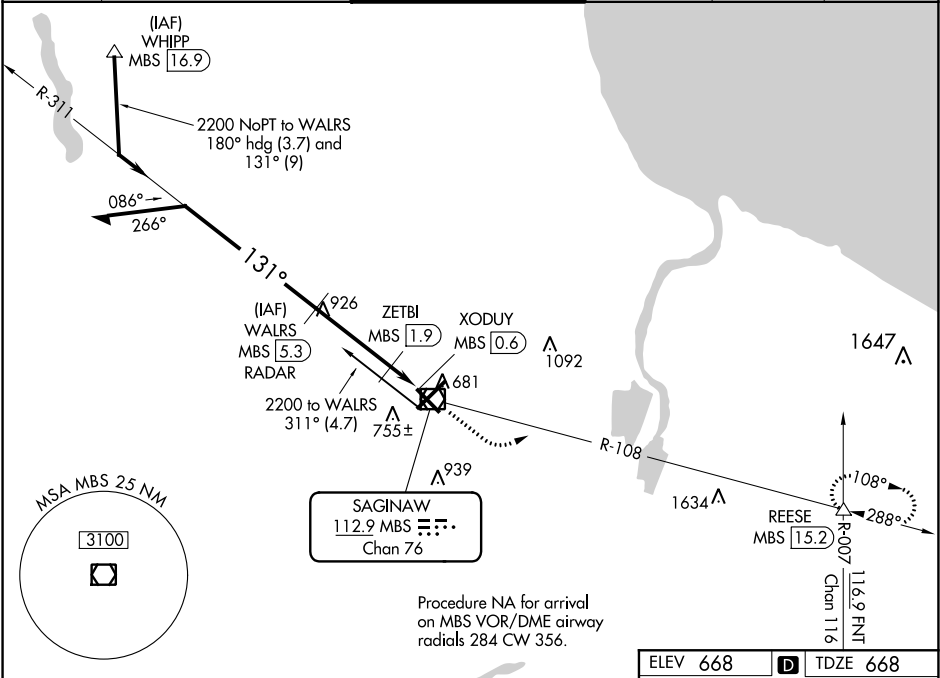 (IAF)
WHIPP
MBS 16.9
R-311
2200 NoPT to WALRS
180° hdg (3.7) and
131° (9)
086°
266°
131°
(IAF)
WALRS
MBS 5.3
RADAR
926
ZETBI
MBS 1.9
XODUY
MBS 0.6
1092
1647
681
2200 to WALRS
311° (4.7)
755±
R-108
939
1634
108°
288°
REESE
MBS 15.2
R-007
116.9 FNT
Chan 116
MSA MBS 25 NM
3100
SAGINAW
112.9 MBS
Chan 76
Procedure NA for arrival
on MBS VOR/DME airway
radials 284 CW 356.
ELEV 668 D TDZE 668